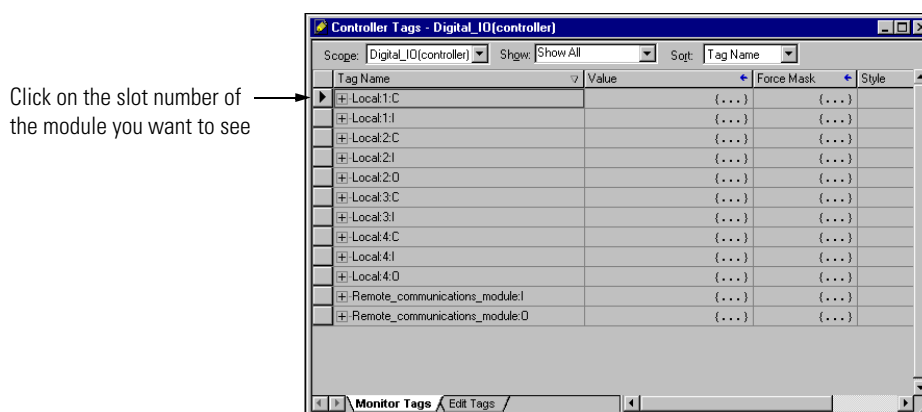 Controller Tags - Digital_IO(controller)
Scope: Digital_IO(controller) Show: Show All Sort: Tag Name
Tag Name Value Force Mask Style
Click on the slot number of
the module you want to see
Local:1:C {...} {...}
Local:1:I {...} {...}
Local:2:C {...} {...}
Local:2:I {...} {...}
Local:2:O {...} {...}
Local:3:C {...} {...}
Local:3:I {...} {...}
Local:4:C {...} {...}
Local:4:I {...} {...}
Local:4:O {...} {...}
Remote_communications_module:I {...} {...}
Remote_communications_module:O {...} {...}
Monitor Tags Edit Tags